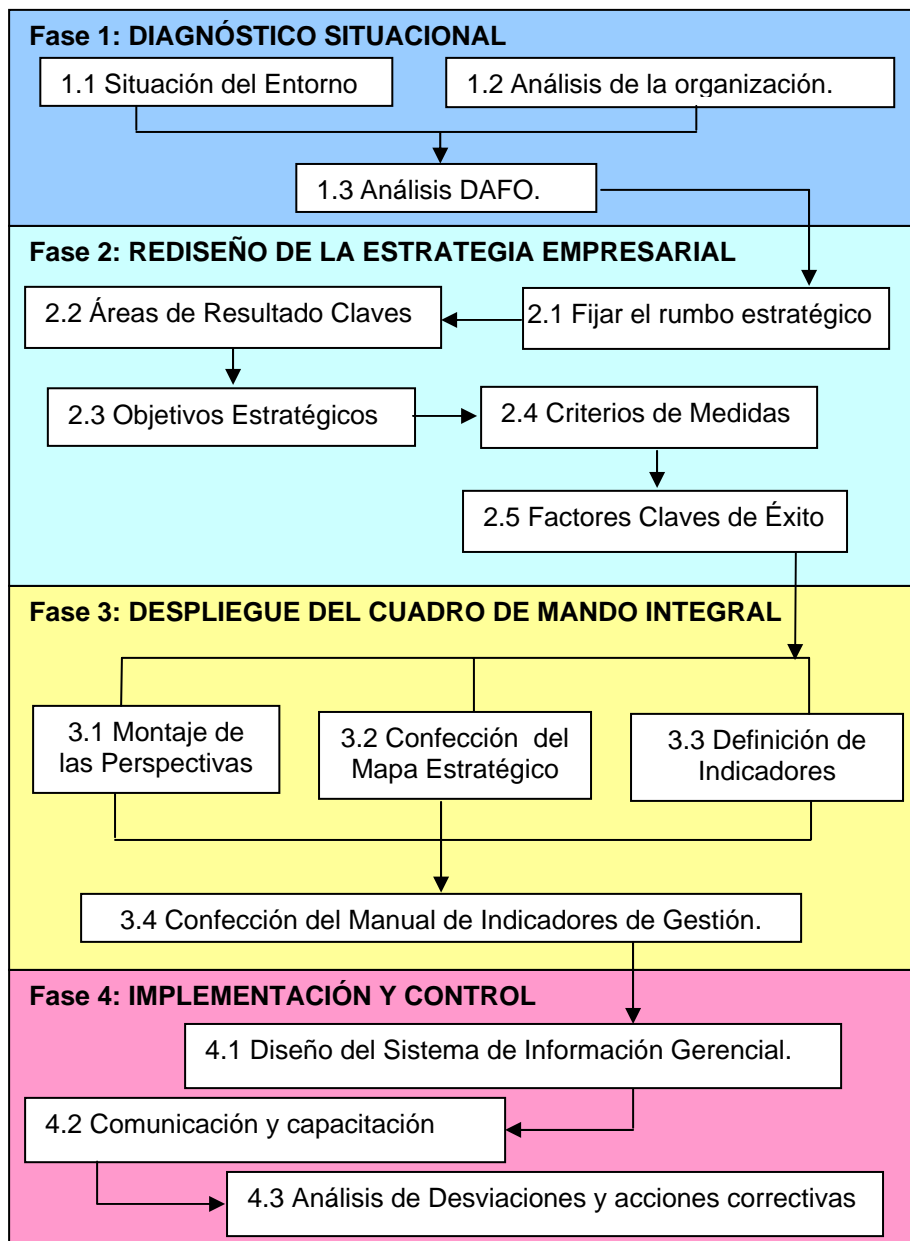 Fase 1: DIAGNÓSTICO SITUACIONAL
1.1 Situación del Entorno
1.2 Análisis de la organización.
1.3 Análisis DAFO.
Fase 2: REDISEÑO DE LA ESTRATEGIA EMPRESARIAL
2.2 Áreas de Resultado Claves
2.1 Fijar el rumbo estratégico
2.3 Objetivos Estratégicos
2.4 Criterios de Medidas
2.5 Factores Claves de Éxito
Fase 3: DESPLIEGUE DEL CUADRO DE MANDO INTEGRAL
3.1 Montaje de
las Perspectivas
3.2 Confección del
Mapa Estratégico
3.3 Definición de
Indicadores
3.4 Confección del Manual de Indicadores de Gestión.
Fase 4: IMPLEMENTACIÓN Y CONTROL
4.1 Diseño del Sistema de Información Gerencial.
4.2 Comunicación y capacitación
4.3 Análisis de Desviaciones y acciones correctivas